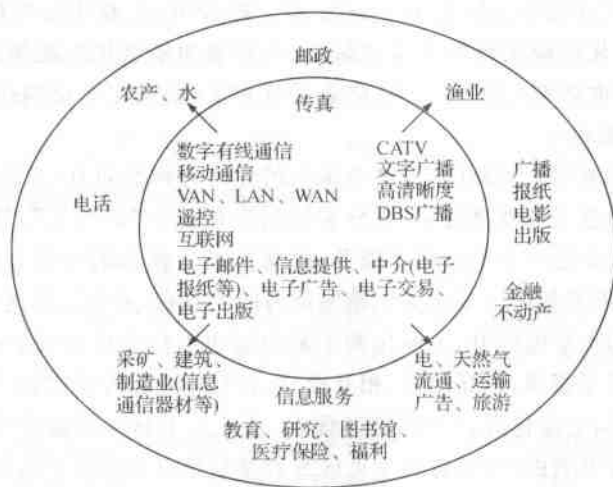 邮政
农产、水
传真
渔业
数字有线通信
移动通信
VAN、LAN、WAN
遥控
互联网
CATV
文字广播
高清晰度
DBS广播
电话
广播
报纸
电影
出版
电子邮件、信息提供、中介(电子
报纸等)、电子广告、电子交易、
电子出版
金融
不动产
采矿、建筑、
制造业(信息
通信器材等)
电、天然气
流通、运输
广告、旅游
信息服务
教育、研究、图书馆、
医疗保险、福利